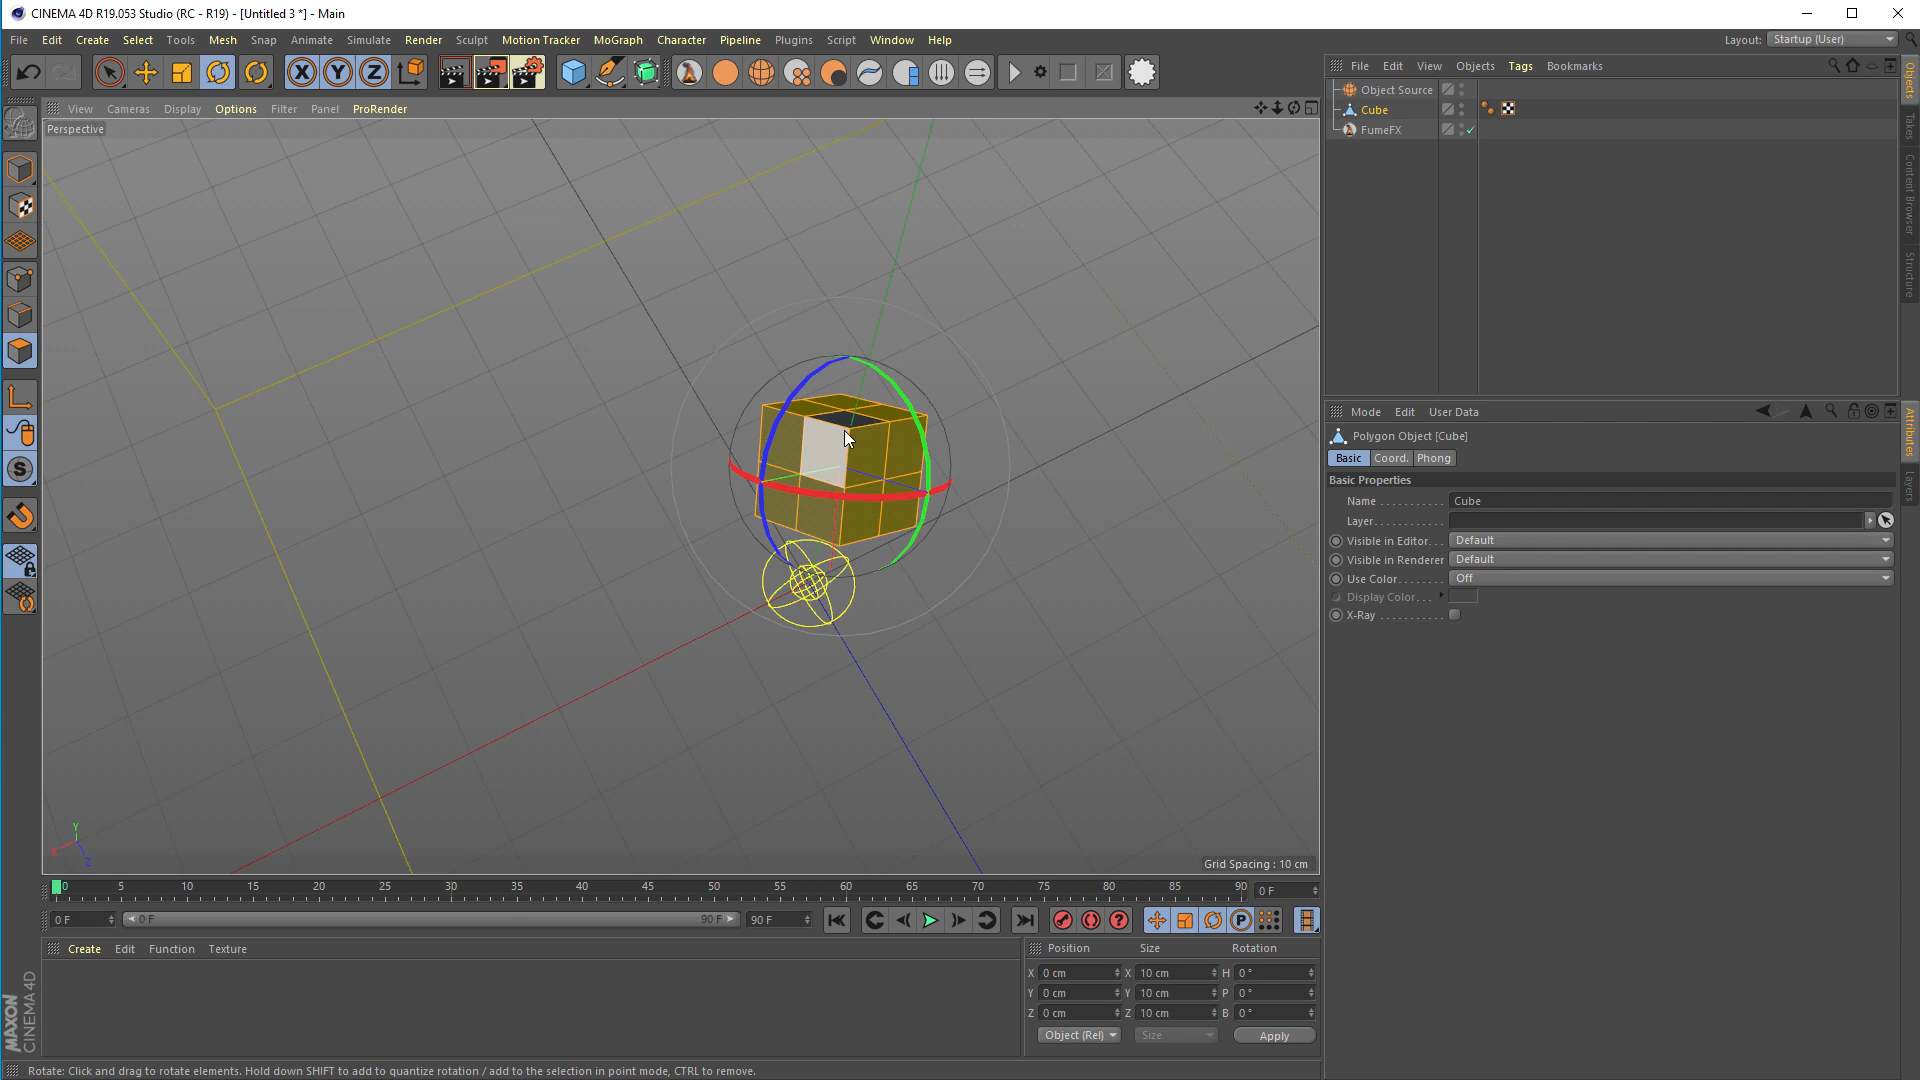 CINEMA 4D R19.053 Studio (RC - R19) - [Untitled 3 *] - Main
File Edit Create Select Tools Mesh Snap Animate Simulate Render Sculpt Motion Tracker MoGraph Character Pipeline Plugins Script Window Help
Layout: Startup (User)
X Y Z
File Edit View Objects Tags Bookmarks
View Cameras Display Options Filter Panel ProRender
Perspective
Object Source
Cube
FumeFX
Objects
Takes
Content Browser
Structure
Mode Edit User Data
Polygon Object [Cube]
Basic Coord. Phong
Basic Properties
Name Cube
Layer
Visible in Editor Default
Visible in Renderer Default
Use Color Off
Display Color
X-Ray
Attributes
Layers
S
Y
X
Z
Grid Spacing : 10 cm
0 5 10 15 20 25 30 35 40 45 50 55 60 65 70 75 80 85 90
0 F
0 F 0 F 90 F 90 F
? P
Create Edit Function Texture
Position Size Rotation
X 0 cm X 10 cm H 0 °
Y 0 cm Y 10 cm P 0 °
Z 0 cm Z 10 cm B 0 °
Object (Rel) Size Apply
MAXON
CINEMA 4D
Rotate: Click and drag to rotate elements. Hold down SHIFT to add to quantize rotation / add to the selection in point mode, CTRL to remove.